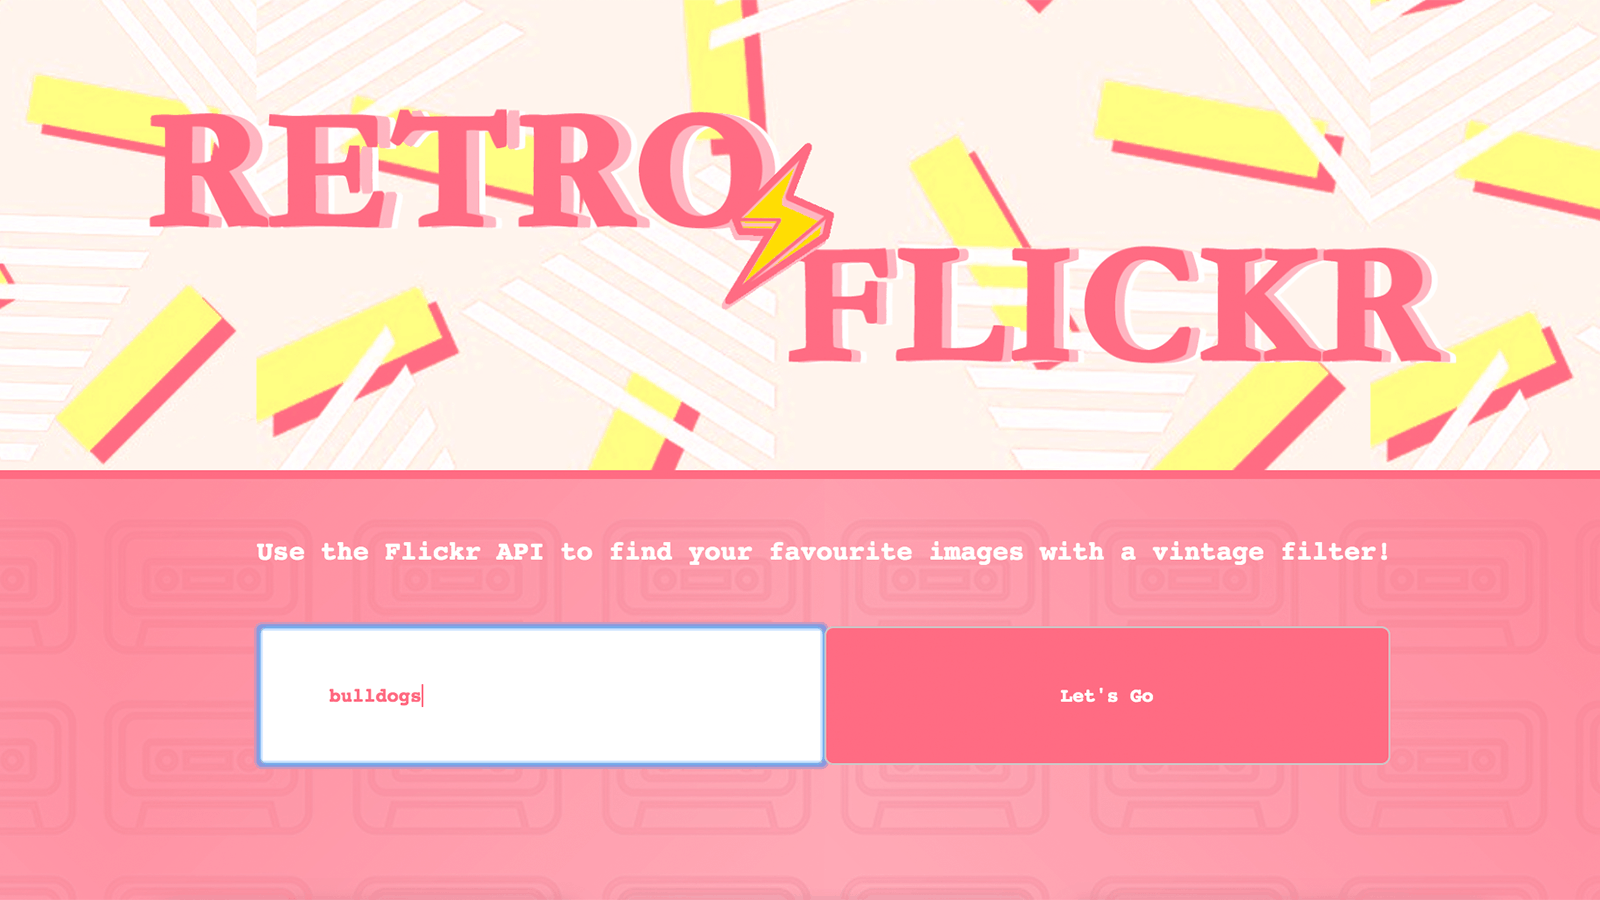 RETRO
FLICKR
Use the Flickr API to find your favourite images with a vintage filter!
bulldogs
Let's Go